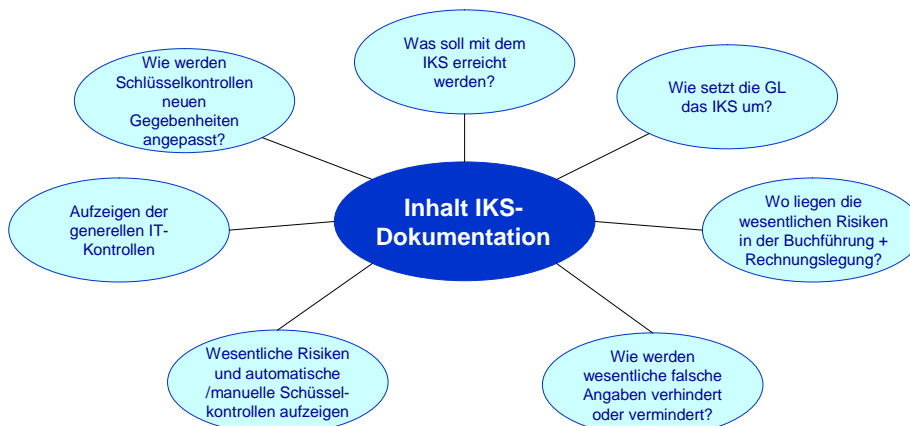 Was soll mit dem
IKS erreicht
werden?
Wie werden
Schlüsselkontrollen
neuen
Gegebenheiten
angepasst?
Wie setzt die GL
das IKS um?
Inhalt IKS-
Dokumentation
Aufzeigen der
generellen IT-
Kontrollen
Wo liegen die
wesentlichen Risiken
in der Buchführung +
Rechnungslegung?
Wesentliche Risiken
und automatische
/manuelle Schüssel-
kontrollen aufzeigen
Wie werden
wesentliche falsche
Angaben verhindert
oder vermindert?